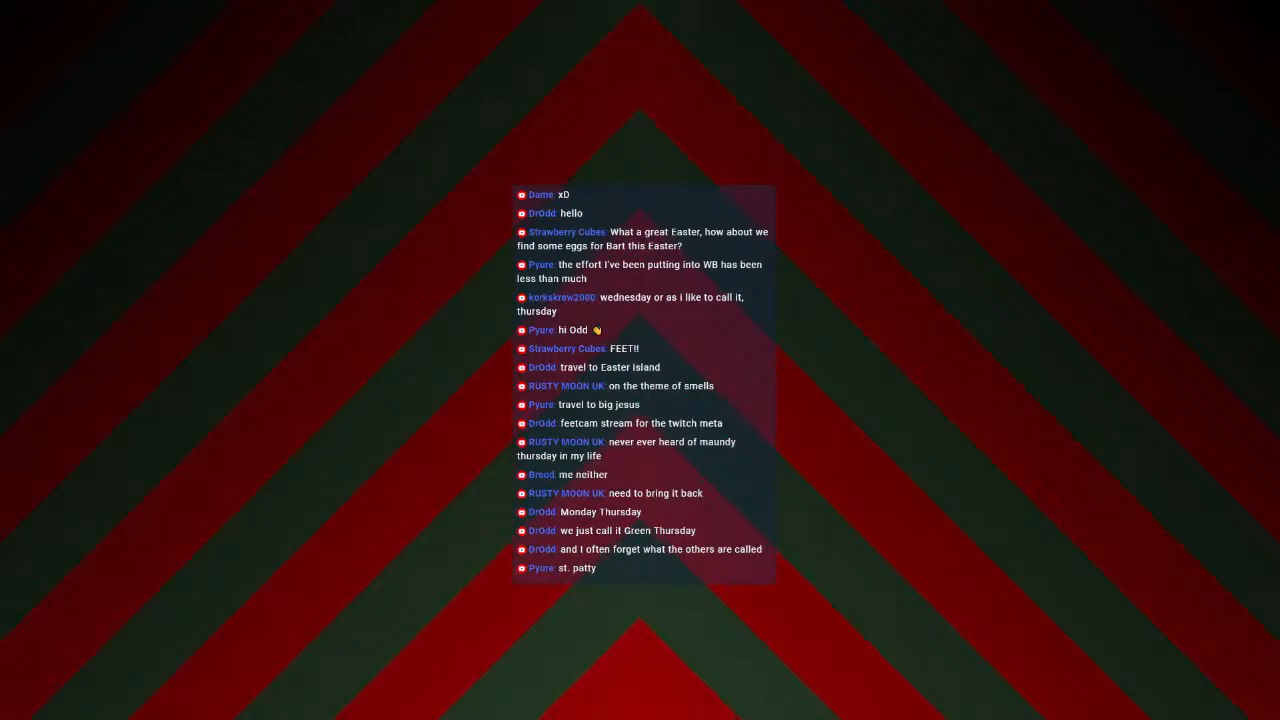 Dame: xD
DrOdd: hello
Strawberry Cubes: What a great Easter, how about we
find some eggs for Bart this Easter?
Pyure: the effort I've been putting into WB has been
less than much
korkskrew2000: wednesday or as i like to call it,
thursday
Pyure: hi Odd 👋
Strawberry Cubes: FEET!!
DrOdd: travel to Easter island
RUSTY MOON UK: on the theme of smells
Pyure: travel to big jesus
DrOdd: feetcam stream for the twitch meta
RUSTY MOON UK: never ever heard of maundy
thursday in my life
Brood: me neither
RUSTY MOON UK: need to bring it back
DrOdd: Monday Thursday
DrOdd: we just call it Green Thursday
DrOdd: and I often forget what the others are called
Pyure: st. patty